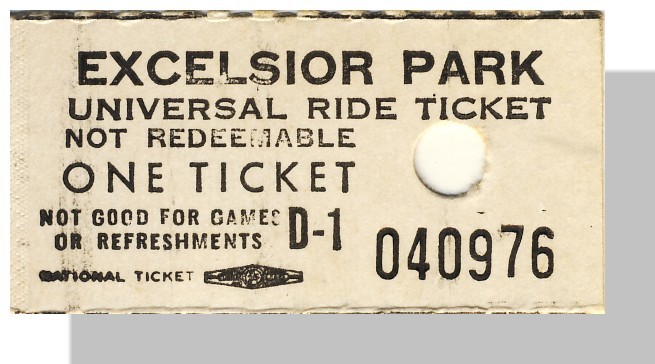 EXCELSIOR PARK
UNIVERSAL RIDE TICKET
NOT REDEEMABLE
ONE TICKET
NOT GOOD FOR GAMES
OR REFRESHMENTS
D-1
040976
NATIONAL TICKET